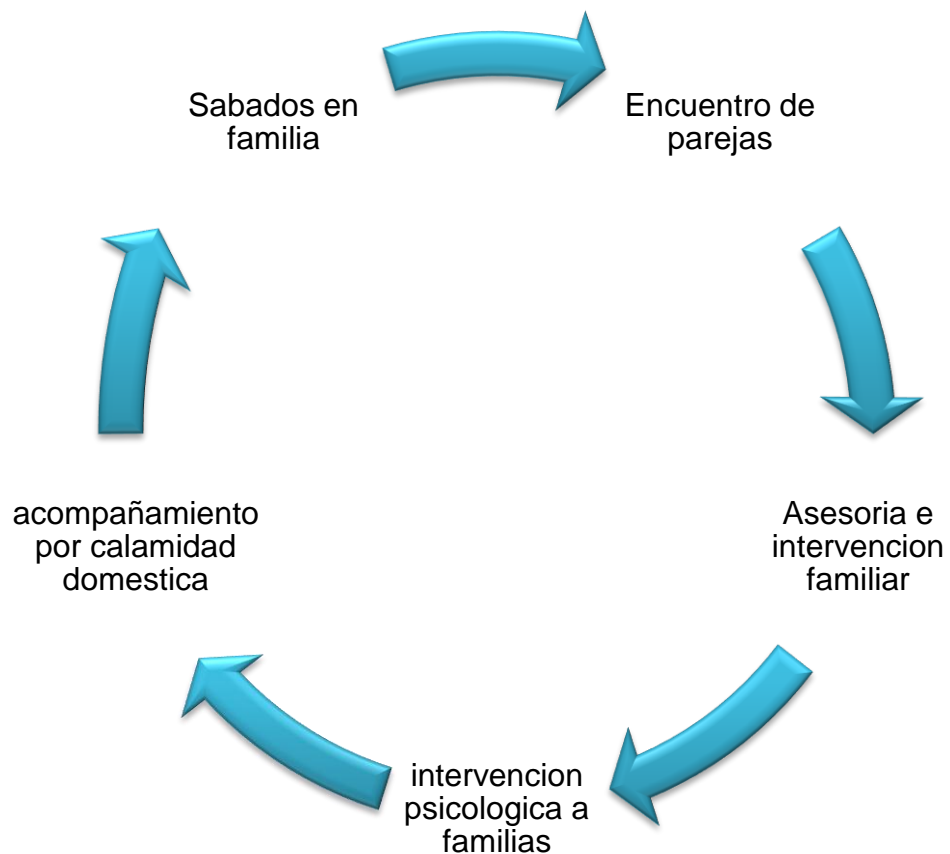 Sabados en
familia
Encuentro de
parejas
Asesoria e
intervencion
familiar
intervencion
psicologica a
familias
acompañamiento
por calamidad
domestica